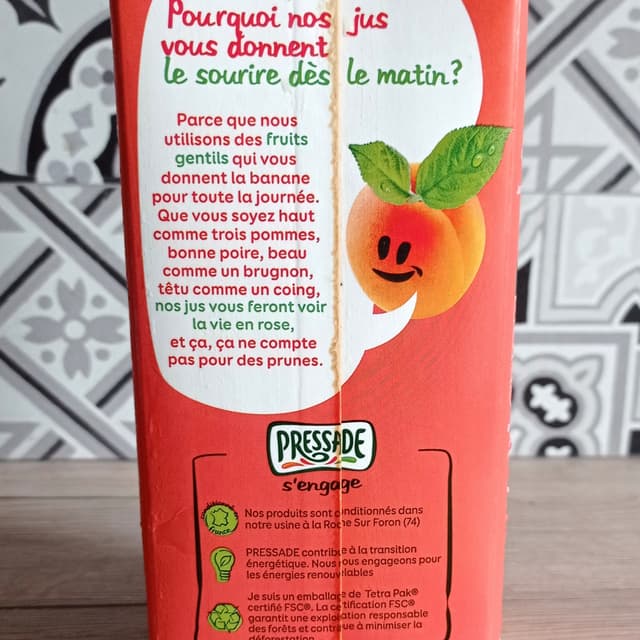 Pourquoi nos jus
vous donnent
le sourire dès le matin?
Parce que nous
utilisons des fruits
gentils qui vous
donnent la banane
pour toute la journée.
Que vous soyez haut
comme trois pommes,
bonne poire, beau
comme un brugnon,
têtu comme un coing,
nos jus vous feront voir
la vie en rose,
et ça, ça ne compte
pas pour des prunes.
PRESSADE
s'engage
conditionné en
france
Nos produits sont conditionnés dans
notre usine à la Roche Sur Foron (74)
PRESSADE contribue à la transition
énergétique. Nous nous engageons pour
les énergies renouvelables
Je suis un emballage de Tetra Pak®
certifié FSC®. La certification FSC®
garantit une exploitation responsable
des forêts et contribue à minimiser la
déforestation